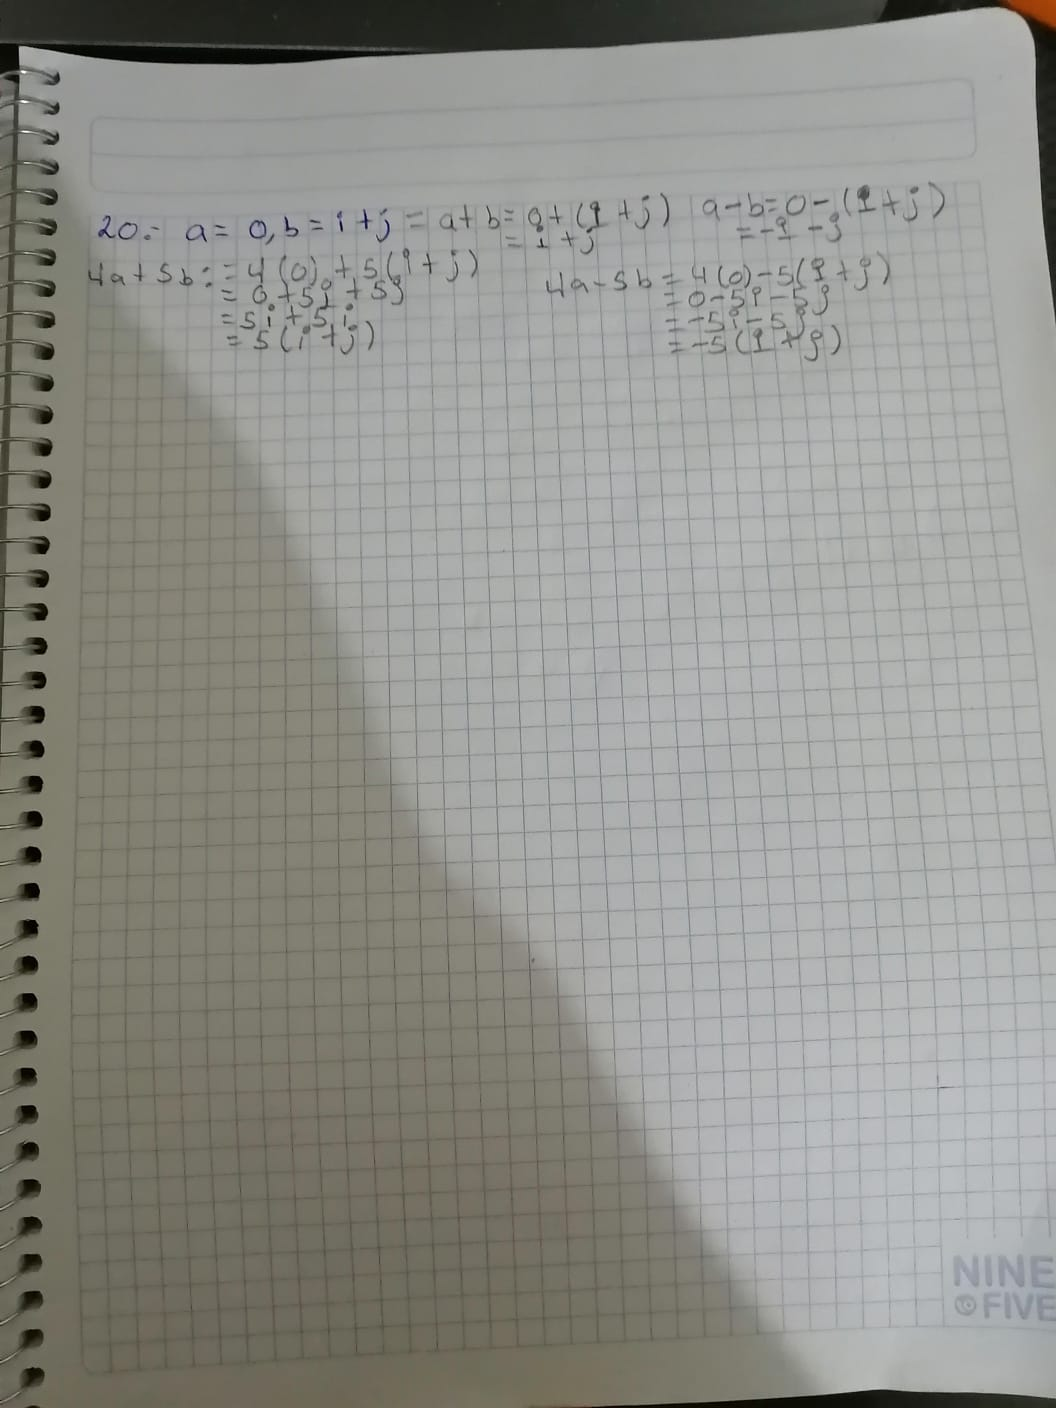 20.- a = 0, b = i + j = a + b = 0 + (i + j)   a - b = 0 - (i + j)
= i + j   = -i - j
4a + 5b: = 4(0) + 5(i + j)   4a - 5b = 4(0) - 5(i + j)
= 0 + 5i + 5j   = 0 - 5i - 5j
= 5i + 5j   = -5i - 5j
= 5(i + j)   = -5(i + j)
NINE
FIVE